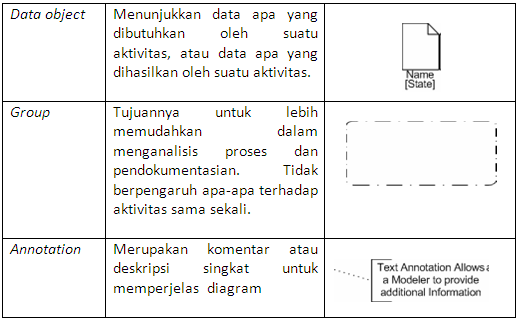 Data object
Menunjukkan data apa yang
dibutuhkan oleh suatu
aktivitas, atau data apa yang
dihasilkan oleh suatu aktivitas.
Name
[State]
Group
Tujuannya untuk lebih
memudahkan dalam
menganalisis proses dan
pendokumentasian. Tidak
berpengaruh apa-apa terhadap
aktivitas sama sekali.
Annotation
Merupakan komentar atau
deskripsi singkat untuk
memperjelas diagram
Text Annotation Allows
a Modeler to provide
additional Information